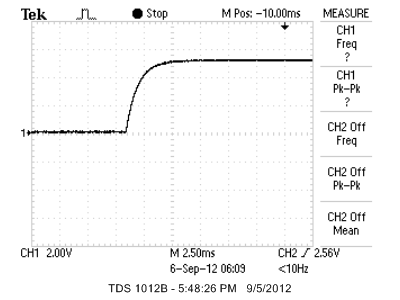 Tek Stop M Pos: -10.00ms MEASURE
CH1
Freq
?
CH1
Pk-Pk
?
CH2 Off
Freq
CH2 Off
Pk-Pk
CH2 Off
Mean
1
CH1 2.00V M 2.50ms CH2 / 2.56V
6-Sep-12 06:09 <10Hz
TDS 1012B - 5:48:26 PM 9/5/2012